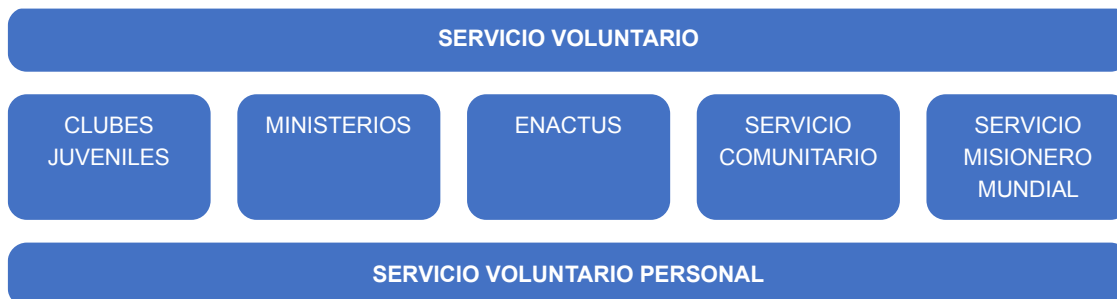 SERVICIO VOLUNTARIO
CLUBES
JUVENILES
MINISTERIOS
ENACTUS
SERVICIO
COMUNITARIO
SERVICIO
MISIONERO
MUNDIAL
SERVICIO VOLUNTARIO PERSONAL